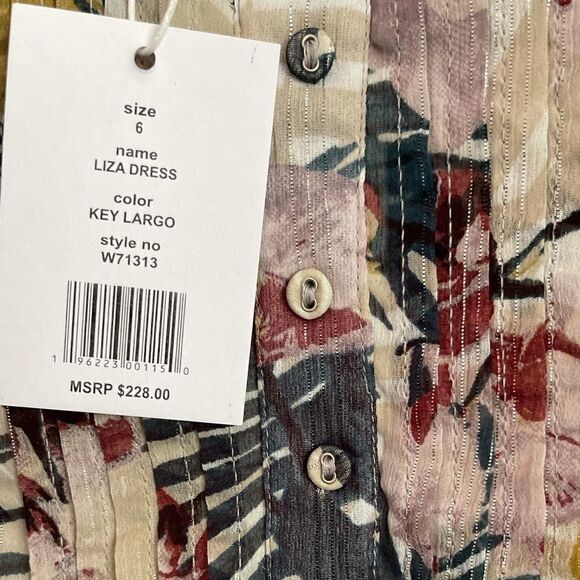 size
6
name
LIZA DRESS
color
KEY LARGO
style no
W71313
1 96223 00115 0
MSRP $228.00